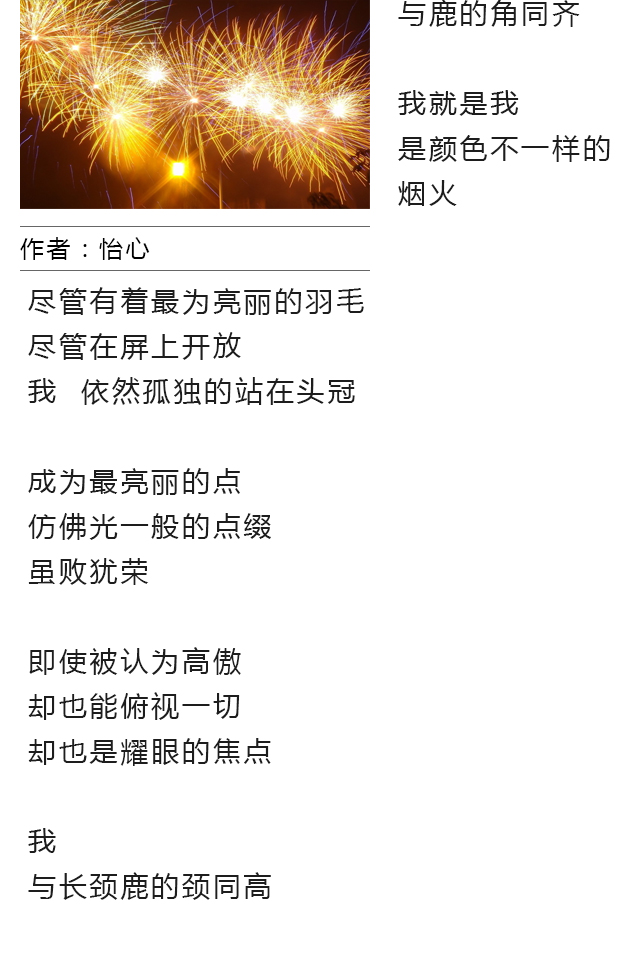 作者：怡心
尽管有着最为亮丽的羽毛
尽管在屏上开放
我 依然孤独的站在头冠
成为最亮丽的点
仿佛光一般的点缀
虽败犹荣
即使被认为高傲
却也能俯视一切
却也是耀眼的焦点
我
与长颈鹿的颈同高
与鹿的角同齐
我就是我
是颜色不一样的
烟火